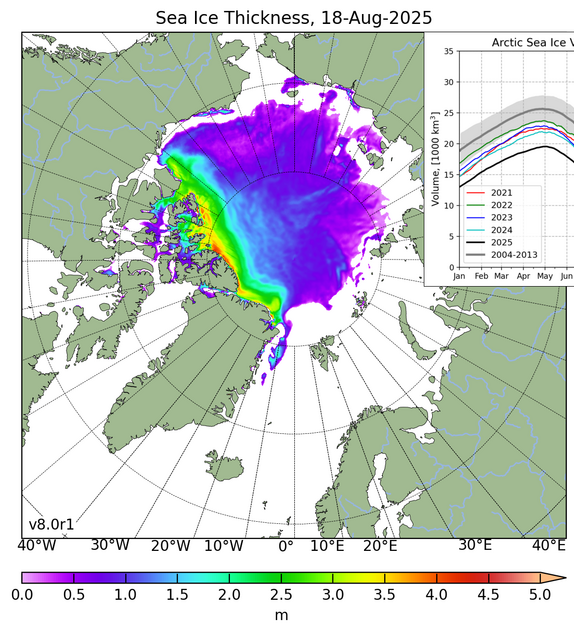 Sea Ice Thickness, 18-Aug-2025
Arctic Sea Ice V
Volume, [1000 km³]
35
30
25
20
15
10
5
0
2021
2022
2023
2024
2025
2004-2013
Jan Feb Mar Apr May Jun
v8.0r1
40°W 30°W 20°W 10°W 0° 10°E 20°E 30°E 40°E
0.0 0.5 1.0 1.5 2.0 2.5 3.0 3.5 4.0 4.5 5.0
m